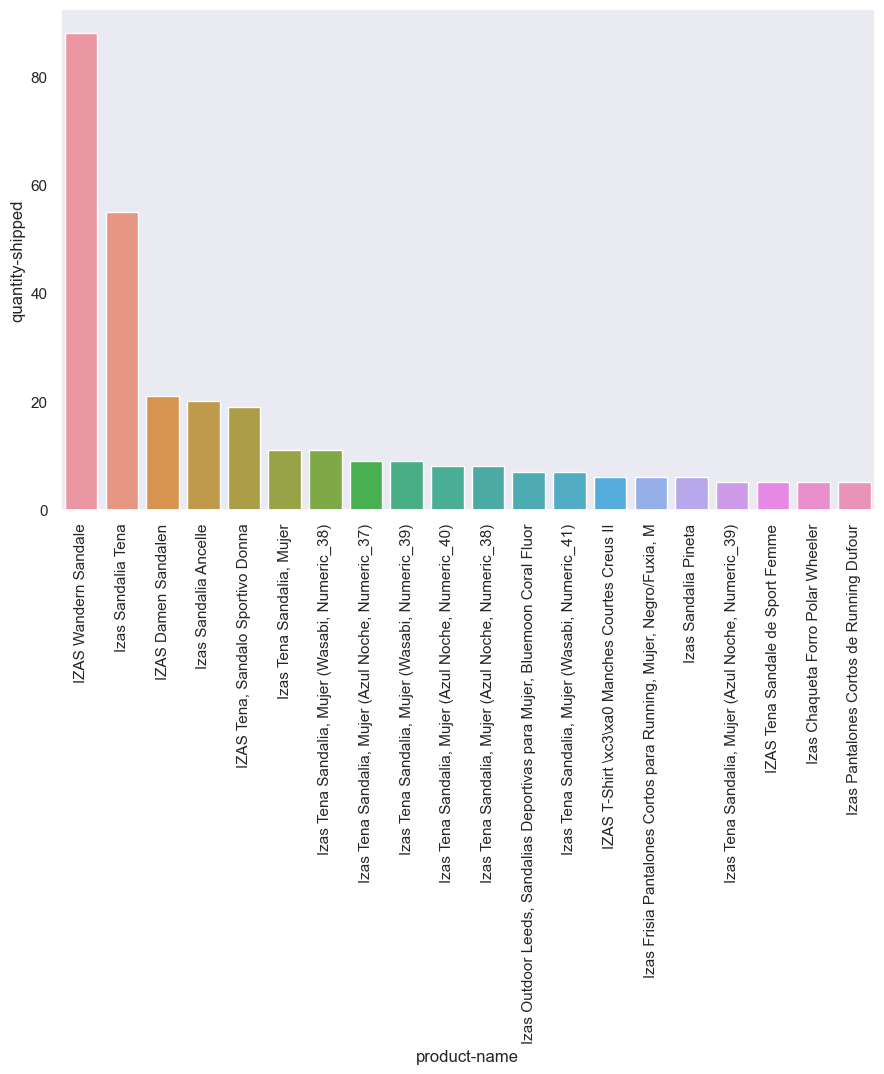 quantity-shipped
80
60
40
20
0
IZAS Wandern Sandale
Izas Sandalia Tena
IZAS Damen Sandalen
Izas Sandalia Ancelle
IZAS Tena, Sandalo Sportivo Donna
Izas Tena Sandalia, Mujer
Izas Tena Sandalia, Mujer (Wasabi, Numeric_38)
Izas Tena Sandalia, Mujer (Azul Noche, Numeric_37)
Izas Tena Sandalia, Mujer (Wasabi, Numeric_39)
Izas Tena Sandalia, Mujer (Azul Noche, Numeric_40)
Izas Tena Sandalia, Mujer (Azul Noche, Numeric_38)
Izas Outdoor Leeds, Sandalias Deportivas para Mujer, Bluemoon Coral Fluor
Izas Tena Sandalia, Mujer (Wasabi, Numeric_41)
IZAS T-Shirt \xc3\xa0 Manches Courtes Creus II
Izas Frisia Pantalones Cortos para Running, Mujer, Negro/Fuxia, M
Izas Sandalia Pineta
Izas Tena Sandalia, Mujer (Azul Noche, Numeric_39)
IZAS Tena Sandale de Sport Femme
Izas Chaqueta Forro Polar Wheeler
Izas Pantalones Cortos de Running Dufour
product-name